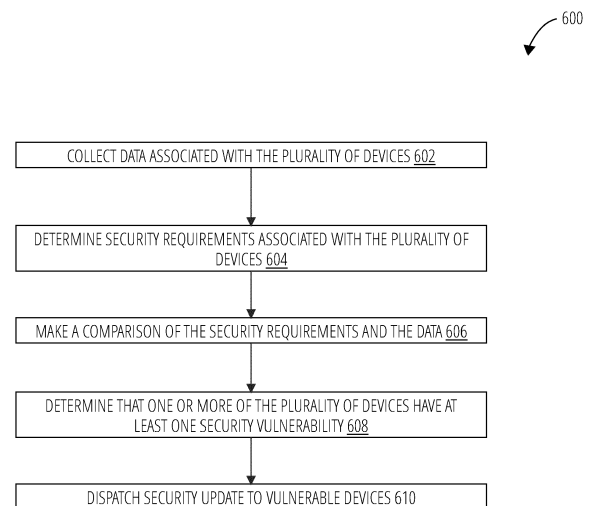 600
COLLECT DATA ASSOCIATED WITH THE PLURALITY OF DEVICES 602
DETERMINE SECURITY REQUIREMENTS ASSOCIATED WITH THE PLURALITY OF
DEVICES 604
MAKE A COMPARISON OF THE SECURITY REQUIREMENTS AND THE DATA 606
DETERMINE THAT ONE OR MORE OF THE PLURALITY OF DEVICES HAVE AT
LEAST ONE SECURITY VULNERABILITY 608
DISPATCH SECURITY UPDATE TO VULNERABLE DEVICES 610